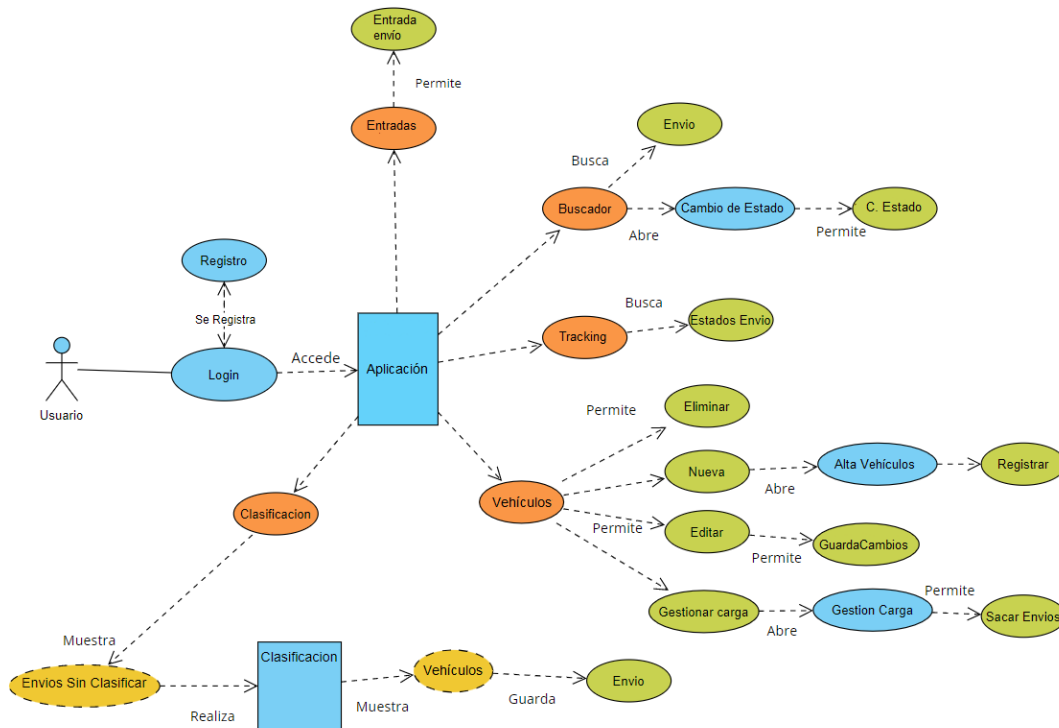 Entrada
envío
Permite
Entradas
Envio
Busca
Buscador
Cambio de Estado
C. Estado
Abre
Permite
Registro
Se Registra
Busca
Estados Envio
Tracking
Accede
Aplicación
Login
Usuario
Permite
Eliminar
Nueva
Alta Vehículos
Registrar
Abre
Clasificacion
Vehículos
Permite
Editar
GuardaCambios
Permite
Gestionar carga
Gestion Carga
Permite
Abre
Sacar Envios
Muestra
Clasificacion
Vehículos
Envios Sin Clasificar
Envio
Realiza
Muestra
Guarda